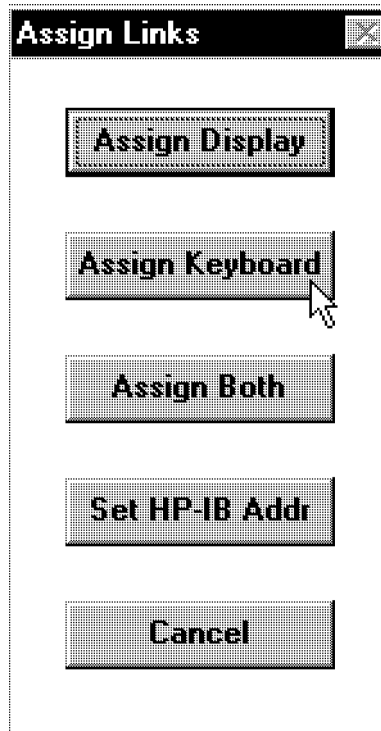 Assign Links
Assign Display
Assign Keyboard
Assign Both
Set HP-IB Addr
Cancel